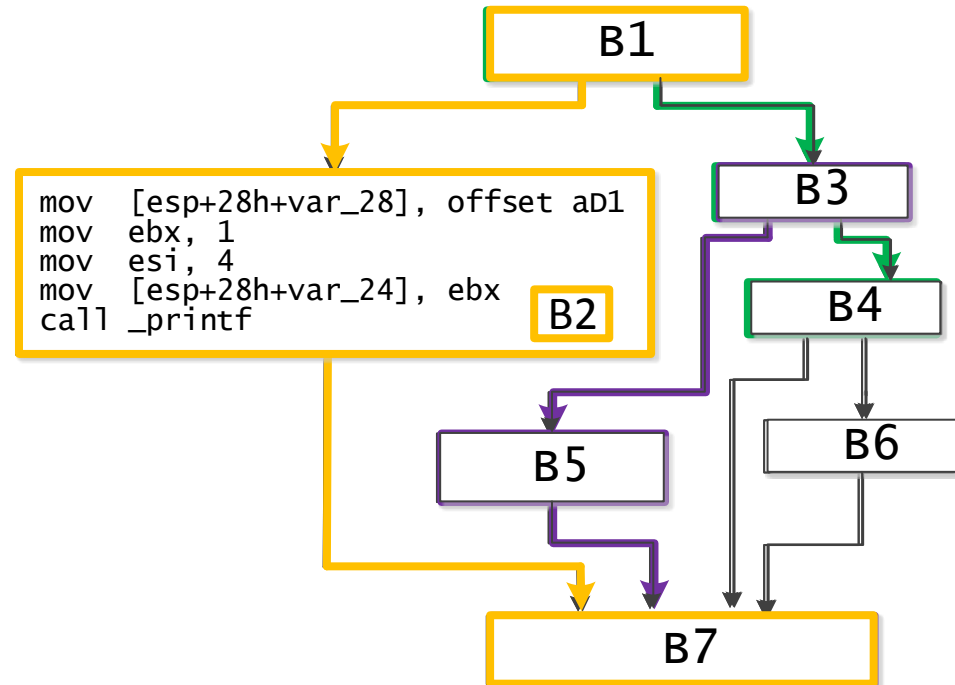 B1
B3
mov [esp+28h+var_28], offset aD1
mov ebx, 1
mov esi, 4
mov [esp+28h+var_24], ebx
call _printf
B2
B4
B5
B6
B7